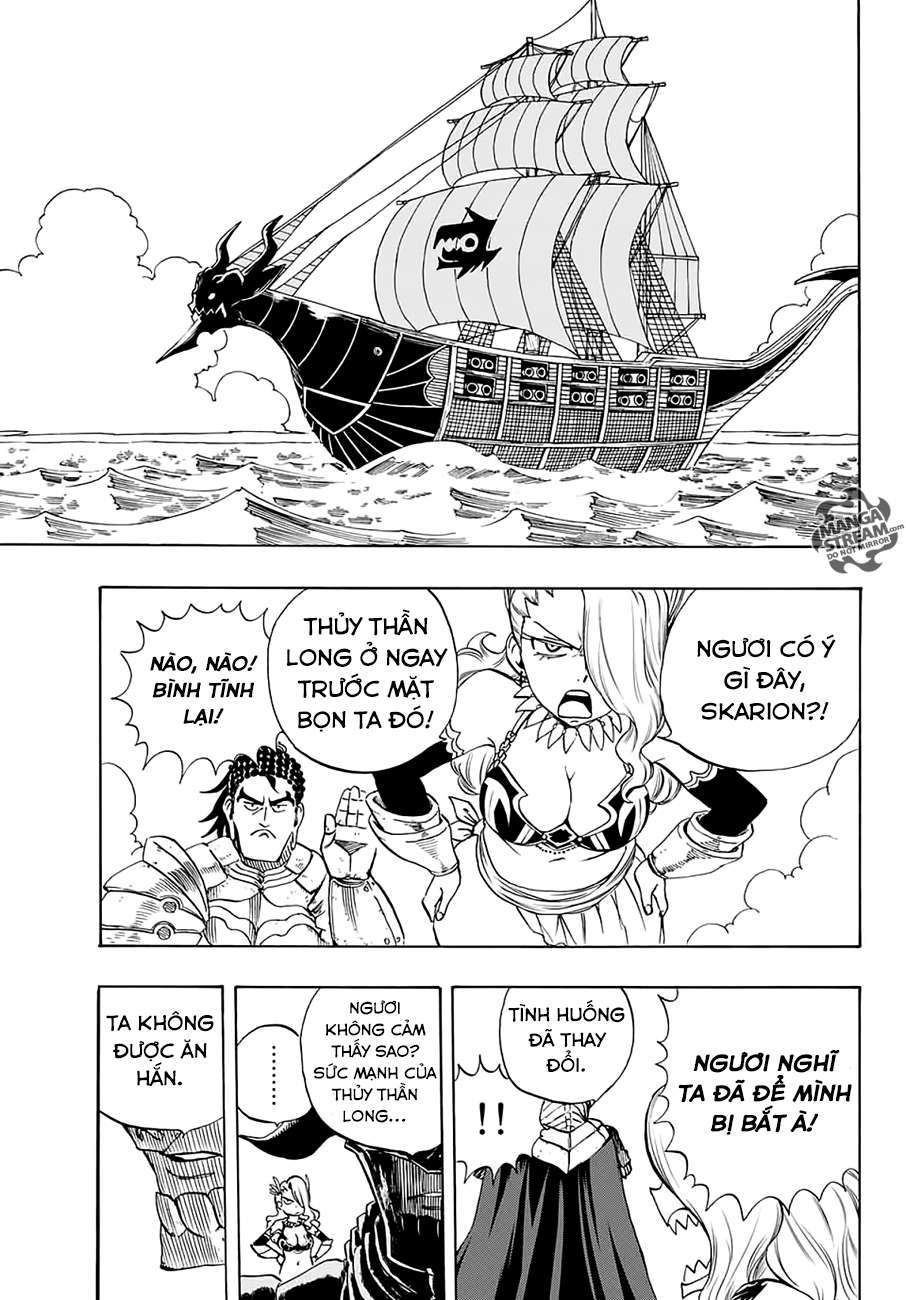 MANGA
STREAM.com
DO NOT MIRROR
NGƯƠI CÓ Ý
GÌ ĐÂY,
SKARION?!
THỦY THẦN
LONG Ở NGAY
TRƯỚC MẶT
BỌN TA ĐÓ!
NÀO, NÀO!
BÌNH TĨNH
LẠI!
NGƯƠI NGHĨ
TA ĐÃ ĐỂ MÌNH
BỊ BẮT À!
TÌNH HUỐNG
ĐÃ THAY
ĐỔI.
!!
NGƯƠI
KHÔNG CẢM
THẤY SAO?
SỨC MẠNH CỦA
THỦY THẦN
LONG...
.........
TA KHÔNG
ĐƯỢC ĂN
HẮN.